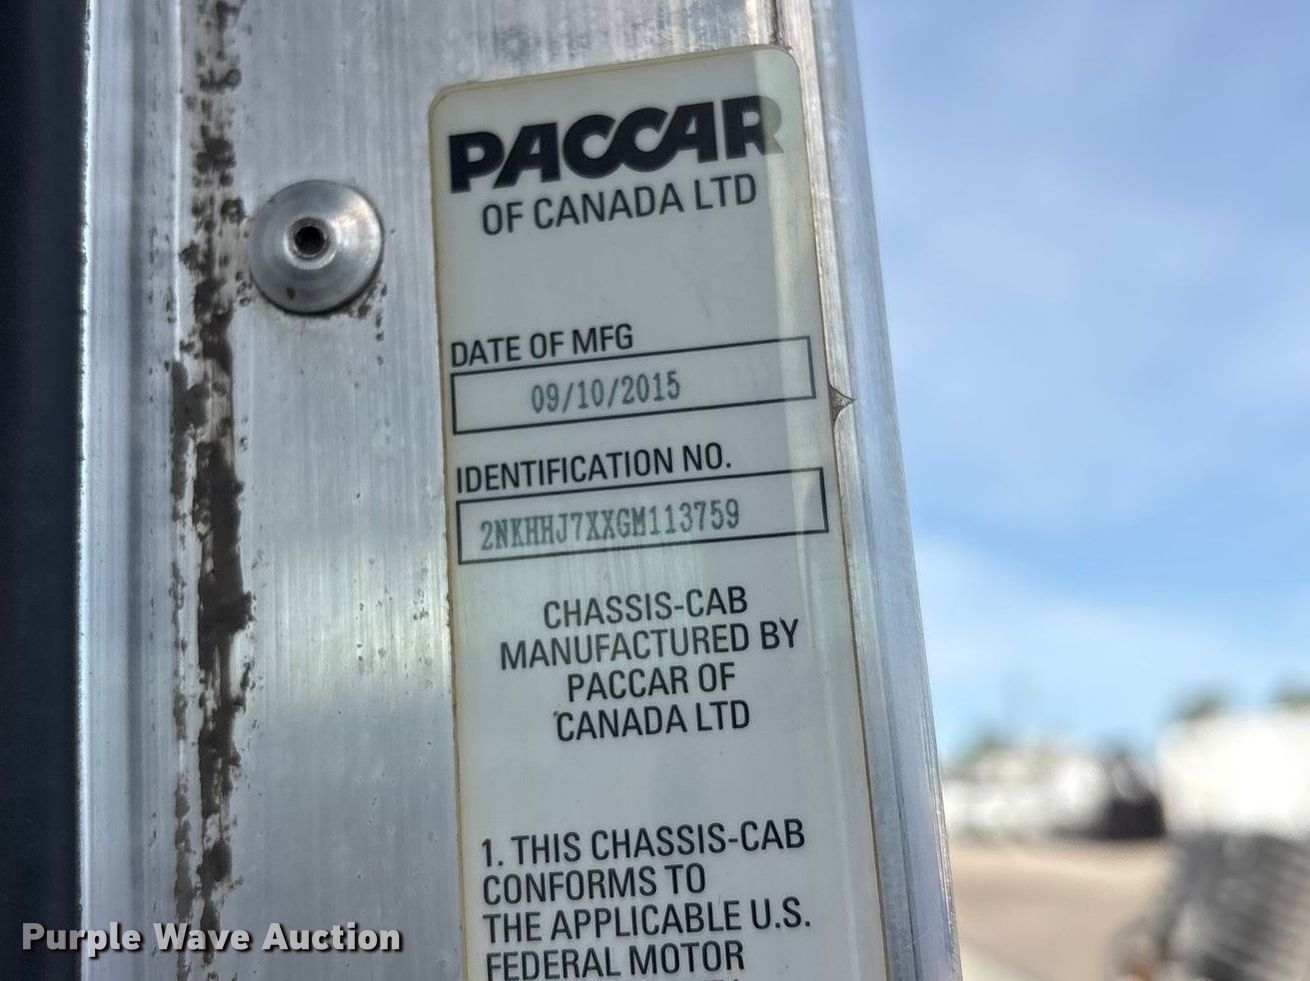 PACCAR
OF CANADA LTD
DATE OF MFG
09/10/2015
IDENTIFICATION NO.
2NKHHJ7XXGM113759
CHASSIS-CAB
MANUFACTURED BY
PACCAR OF
CANADA LTD
1. THIS CHASSIS-CAB
CONFORMS TO
THE APPLICABLE U.S.
FEDERAL MOTOR
Purple Wave Auction